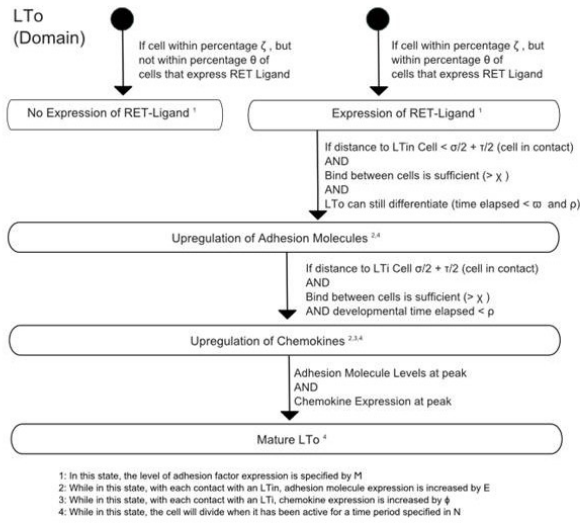 LTo
(Domain)
If cell within percentage ζ , but
not within percentage θ of
cells that express RET Ligand
If cell within percentage ζ , but
within percentage θ of
cells that express RET Ligand
No Expression of RET-Ligand ¹
Expression of RET-Ligand ¹
If distance to LTin Cell < σ/2 + τ/2 (cell in contact)
AND
Bind between cells is sufficient (> χ )
AND
LTo can still differentiate (time elapsed < ϖ and ρ)
Upregulation of Adhesion Molecules ²,⁴
If distance to LTi Cell σ/2 + τ/2 (cell in contact)
AND
Bind between cells is sufficient (> χ )
AND developmental time elapsed < ρ
Upregulation of Chemokines ²,³,⁴
Adhesion Molecule Levels at peak
AND
Chemokine Expression at peak
Mature LTo ⁴
1: In this state, the level of adhesion factor expression is specified by M
2: While in this state, with each contact with an LTin, adhesion molecule expression is increased by E
3: While in this state, with each contact with an LTi, chemokine expression is increased by ϕ
4: While in this state, the cell will divide when it has been active for a time period specified in N